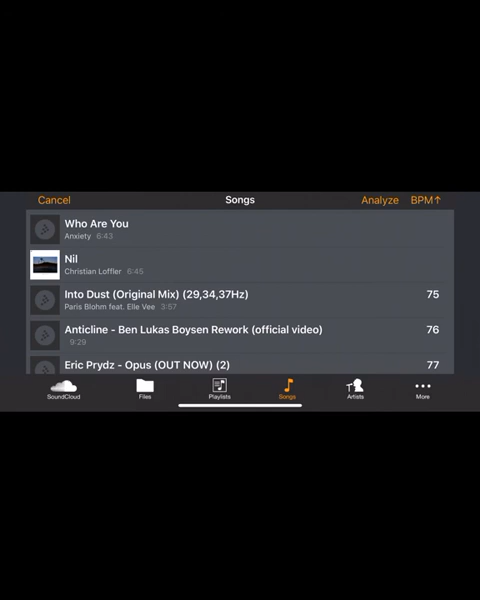 Cancel Songs Analyze BPM↑
Who Are You
Anxiety 6:43
Nil
Christian Loffler 6:45
Into Dust (Original Mix) (29,34,37Hz) 75
Paris Blohm feat. Elle Vee 3:57
Anticline - Ben Lukas Boysen Rework (official video) 76
9:29
Eric Prydz - Opus (OUT NOW) (2) 77
SoundCloud Files Playlists Songs Artists More